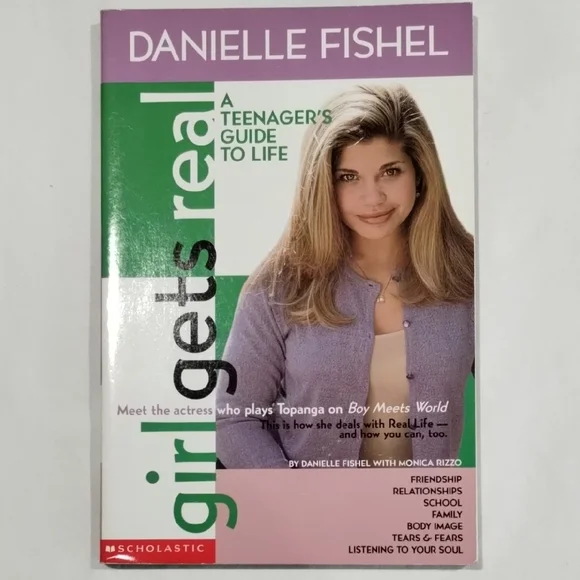 DANIELLE FISHEL
A
TEENAGER'S
GUIDE
TO LIFE
girl gets real
Meet the actress who plays Topanga on Boy Meets World
This is how she deals with Real Life —
and how you can, too.
BY DANIELLE FISHEL WITH MONICA RIZZO
FRIENDSHIP
RELATIONSHIPS
SCHOOL
FAMILY
BODY IMAGE
TEARS & FEARS
LISTENING TO YOUR SOUL
SCHOLASTIC